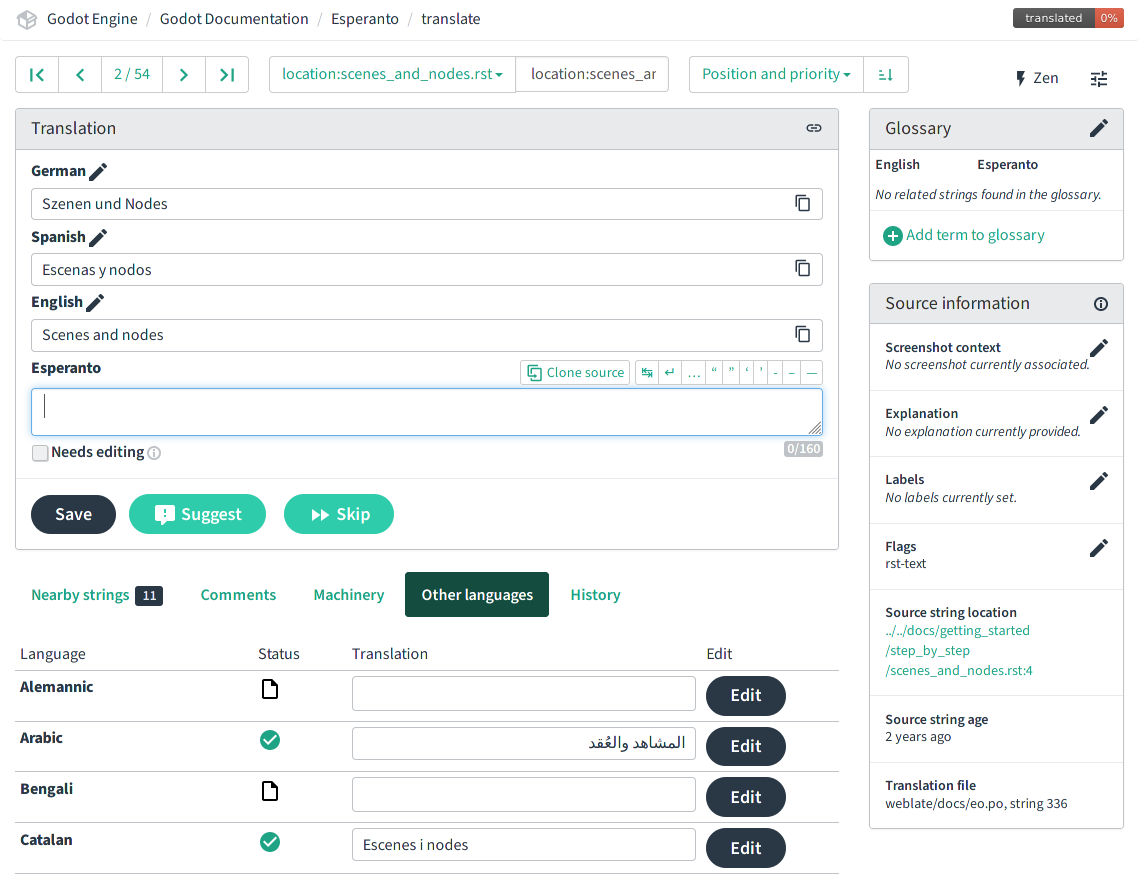 Godot Engine / Godot Documentation / Esperanto / translate
translated 0%
2 / 54
location:scenes_and_nodes.rst
location:scenes_ar
Position and priority
Zen
Translation
German
Szenen und Nodes
Spanish
Escenas y nodos
English
Scenes and nodes
Esperanto
Clone source
↹ ↵ … “ ” ‘ ’ - – —
Needs editing
0/160
Save Suggest Skip
Glossary
English Esperanto
No related strings found in the glossary.
Add term to glossary
Source information
Screenshot context
No screenshot currently associated.
Explanation
No explanation currently provided.
Labels
No labels currently set.
Flags
rst-text
Source string location
../../docs/getting_started
/step_by_step
/scenes_and_nodes.rst:4
Source string age
2 years ago
Translation file
weblate/docs/eo.po, string 336
Nearby strings 11 Comments Machinery Other languages History
Language Status Translation Edit
Alemannic Edit
Arabic المشاهد والعُقد Edit
Bengali Edit
Catalan Escenes i nodes Edit